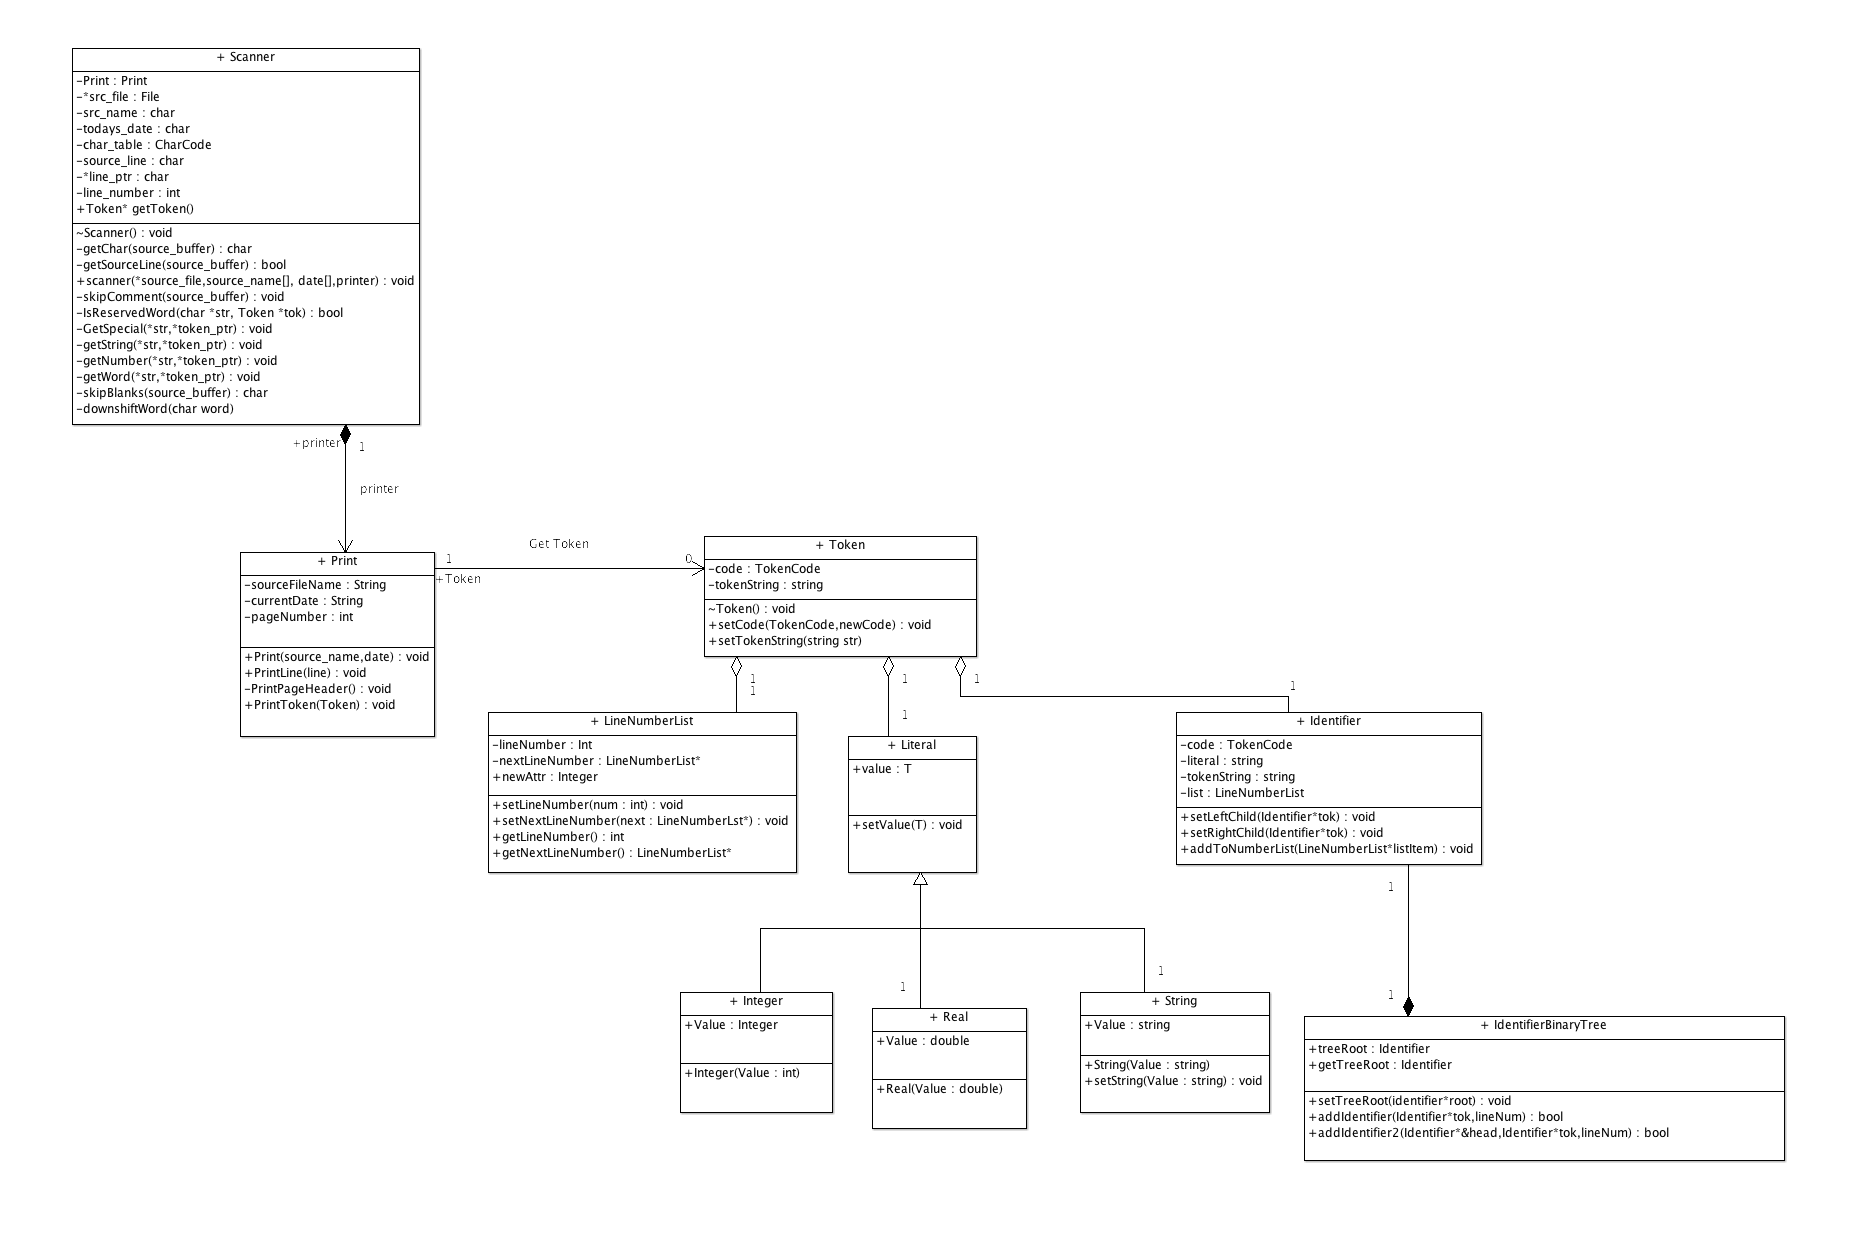 + Scanner
-Print : Print
-*src_file : File
-src_name : char
-todays_date : char
-char_table : CharCode
-source_line : char
-*line_ptr : char
-line_number : int
+Token* getToken()
~Scanner() : void
-getChar(source_buffer) : char
-getSourceLine(source_buffer) : bool
+scanner(*source_file,source_name[], date[],printer) : void
-skipComment(source_buffer) : void
-IsReservedWord(char *str, Token *tok) : bool
-GetSpecial(*str,*token_ptr) : void
-getString(*str,*token_ptr) : void
-getNumber(*str,*token_ptr) : void
-getWord(*str,*token_ptr) : void
-skipBlanks(source_buffer) : char
-downshiftWord(char word)
+printer
1
printer
+ Print
-sourceFileName : String
-currentDate : String
-pageNumber : int
+Print(source_name,date) : void
+PrintLine(line) : void
-PrintPageHeader() : void
+PrintToken(Token) : void
1
+Token
Get Token
0
+ Token
-code : TokenCode
-tokenString : string
~Token() : void
+setCode(TokenCode,newCode) : void
+setTokenString(string str)
1
1
1
1
1
1
+ LineNumberList
-lineNumber : Int
-nextLineNumber : LineNumberList*
+newAttr : Integer
+setLineNumber(num : int) : void
+setNextLineNumber(next : LineNumberLst*) : void
+getLineNumber() : int
+getNextLineNumber() : LineNumberList*
+ Literal
+value : T
+setValue(T) : void
+ Identifier
-code : TokenCode
-literal : string
-tokenString : string
-list : LineNumberList
+setLeftChild(Identifier*tok) : void
+setRightChild(Identifier*tok) : void
+addToNumberList(LineNumberList*listItem) : void
1
1
1
1
+ Integer
+Value : Integer
+Integer(Value : int)
+ Real
+Value : double
+Real(Value : double)
+ String
+Value : string
+String(Value : string)
+setString(Value : string) : void
+ IdentifierBinaryTree
+treeRoot : Identifier
+getTreeRoot : Identifier
+setTreeRoot(identifier*root) : void
+addIdentifier(Identifier*tok,lineNum) : bool
+addIdentifier2(Identifier*&head,Identifier*tok,lineNum) : bool